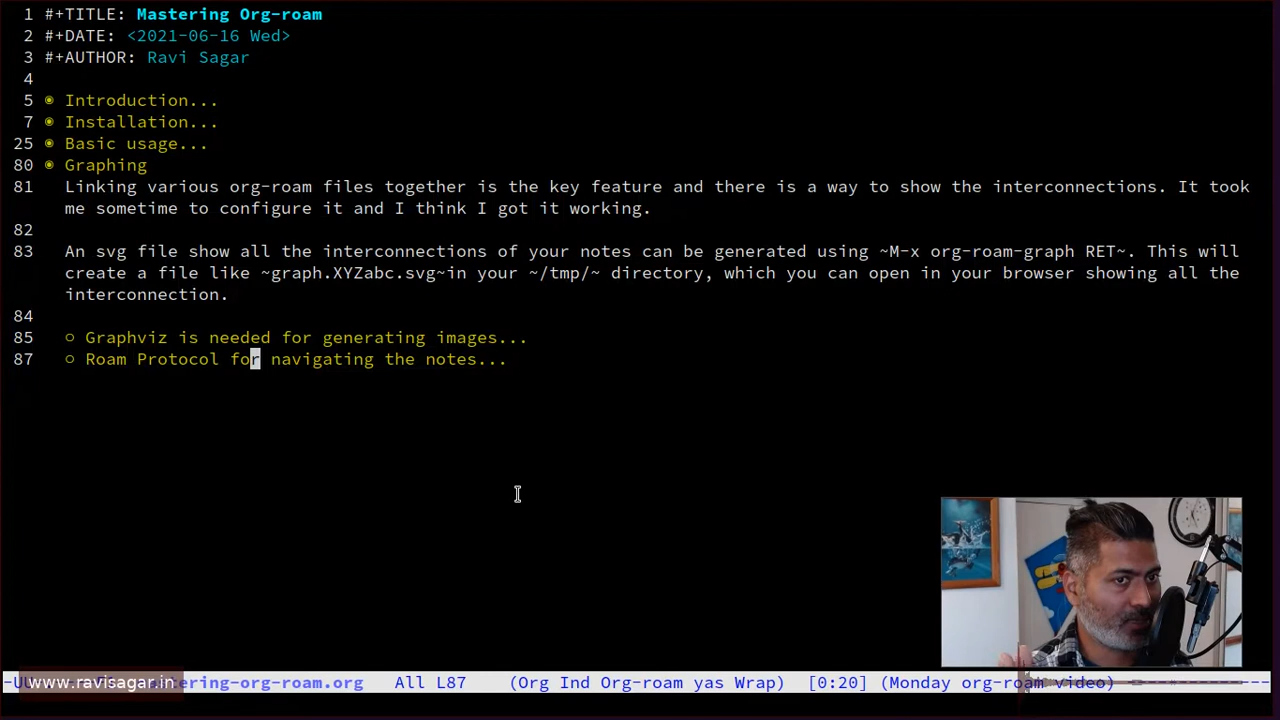 1 #+TITLE: Mastering Org-roam
2 #+DATE: <2021-06-16 Wed>
3 #+AUTHOR: Ravi Sagar
4
5 ◉ Introduction...
7 ◉ Installation...
25 ◉ Basic usage...
80 ◉ Graphing
81 Linking various org-roam files together is the key feature and there is a way to show the interconnections. It took
me sometime to configure it and I think I got it working.
82
83 An svg file show all the interconnections of your notes can be generated using ~M-x org-roam-graph RET~. This will
create a file like ~graph.XYZabc.svg~in your ~/tmp/~ directory, which you can open in your browser showing all the
interconnection.
84
85 ○ Graphviz is needed for generating images...
87 ○ Roam Protocol for navigating the notes...
www.ravisagar.in
tering-org-roam.org All L87 (Org Ind Org-roam yas Wrap) [0:20] (Monday org-roam video)